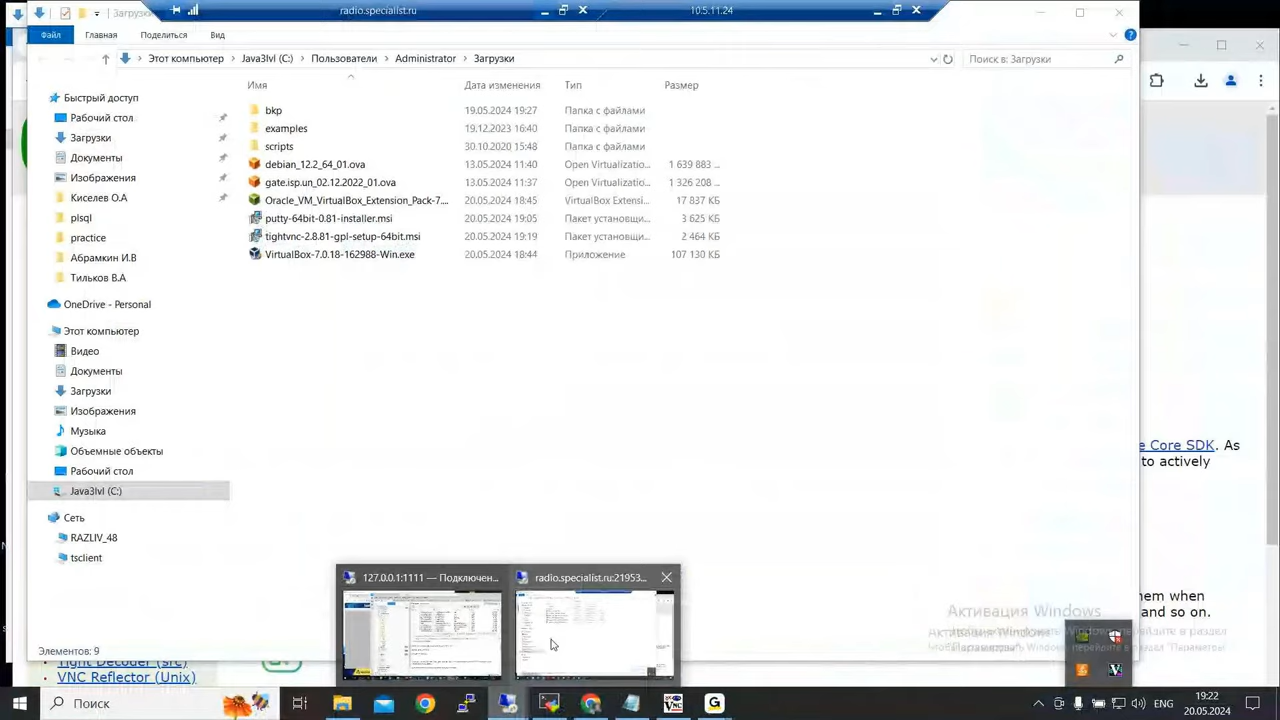 Загрузки
radio.specialist.ru
10.5.11.24
Файл
Главная
Поделиться
Вид
Этот компьютер
Java3lvl (C:)
Пользователи
Administrator
Загрузки
Поиск в: Загрузки
Имя
Дата изменения
Тип
Размер
Быстрый доступ
Рабочий стол
Загрузки
Документы
Изображения
Киселев О.А
plsql
practice
Абрамкин И.В
Тильков В.А
OneDrive - Personal
Этот компьютер
Видео
Документы
Загрузки
Изображения
Музыка
Объемные объекты
Рабочий стол
Java3lvl (C:)
Сеть
RAZLIV_48
tsclient
bkp 19.05.2024 19:27 Папка с файлами
examples 19.12.2023 16:40 Папка с файлами
scripts 30.10.2020 15:48 Папка с файлами
debian_12.2_64_01.ova 13.05.2024 11:40 Open Virtualizatio... 1 639 883 ...
gate.isp.un_02.12.2022_01.ova 13.05.2024 11:37 Open Virtualizatio... 1 326 208 ...
Oracle_VM_VirtualBox_Extension_Pack-7.... 20.05.2024 18:45 VirtualBox Extensi... 17 837 КБ
putty-64bit-0.81-installer.msi 20.05.2024 19:05 Пакет установщи... 3 625 КБ
tightvnc-2.8.81-gpl-setup-64bit.msi 20.05.2024 19:19 Пакет установщи... 2 464 КБ
VirtualBox-7.0.18-162988-Win.exe 20.05.2024 18:44 Приложение 107 130 КБ
e Core SDK. As
to actively
them when
and so on.
127.0.0.1:1111 — Подключен...
radio.specialist.ru:21953...
Активация Windows
Элементов: 9
Tight Decoder (src)
VNC Reflector (Unix)
Поиск
ENG
19:22
20.05.2024